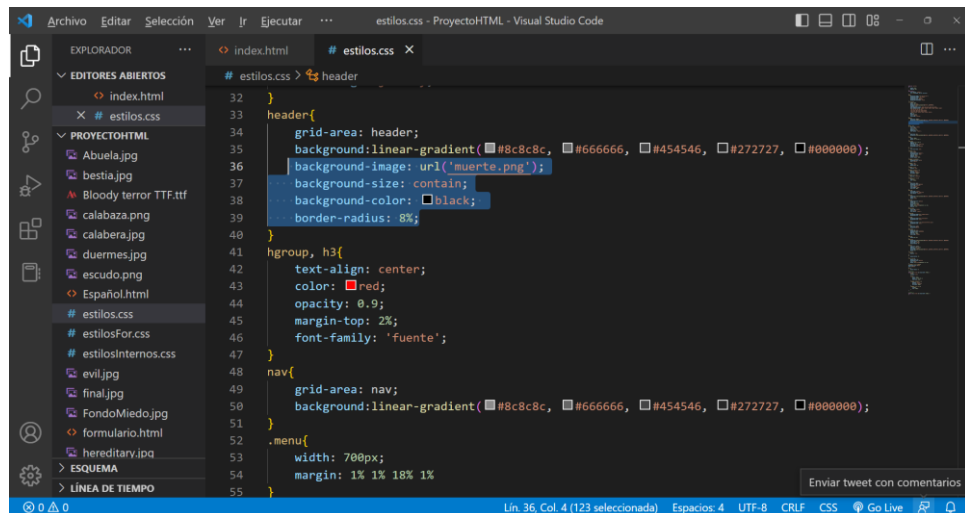 Archivo Editar Selección Ver Ir Ejecutar ··· estilos.css - ProyectoHTML - Visual Studio Code
EXPLORADOR ···
EDITORES ABIERTOS
index.html
# estilos.css
PROYECTOHTML
Abuela.jpg
bestia.jpg
Bloody terror TTF.ttf
calabaza.png
calabera.jpg
duermes.jpg
escudo.png
Español.html
# estilos.css
# estilosFor.css
# estilosInternos.css
evil.jpg
final.jpg
FondoMiedo.jpg
formulario.html
hereditary.jpg
ESQUEMA
LÍNEA DE TIEMPO
index.html # estilos.css
# estilos.css > header
32 }
33 header{
34 grid-area: header;
35 background:linear-gradient(#8c8c8c, #666666, #454546, #272727, #000000);
36 background-image: url('muerte.png');
37 background-size: contain;
38 background-color: black;
39 border-radius: 8%;
40 }
41 hgroup, h3{
42 text-align: center;
43 color: red;
44 opacity: 0.9;
45 margin-top: 2%;
46 font-family: 'fuente';
47 }
48 nav{
49 grid-area: nav;
50 background:linear-gradient(#8c8c8c, #666666, #454546, #272727, #000000);
51 }
52 .menu{
53 width: 700px;
54 margin: 1% 1% 18% 1%
55 }
Enviar tweet con comentarios
0 0 Lín. 36, Col. 4 (123 seleccionada) Espacios: 4 UTF-8 CRLF CSS Go Live